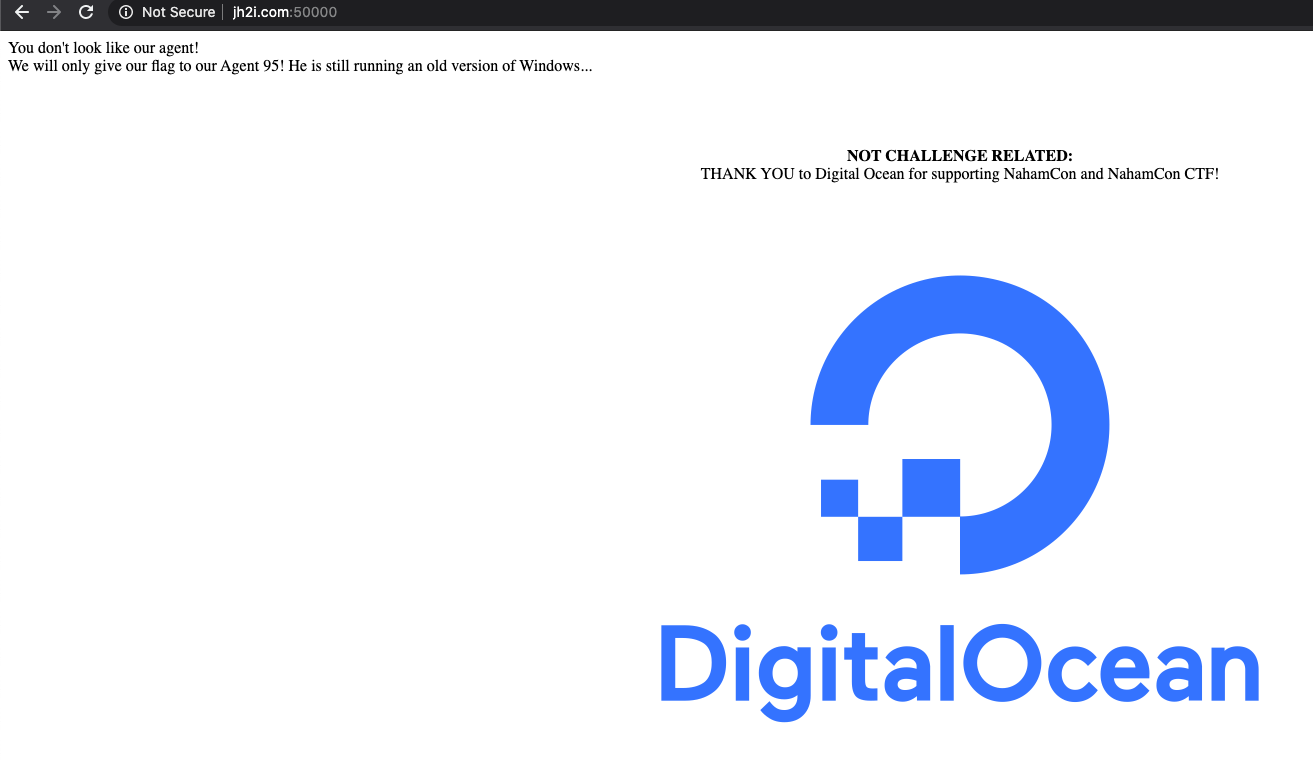 Not Secure | jh2i.com:50000
You don't look like our agent!
We will only give our flag to our Agent 95! He is still running an old version of Windows...
NOT CHALLENGE RELATED:
THANK YOU to Digital Ocean for supporting NahamCon and NahamCon CTF!
DigitalOcean